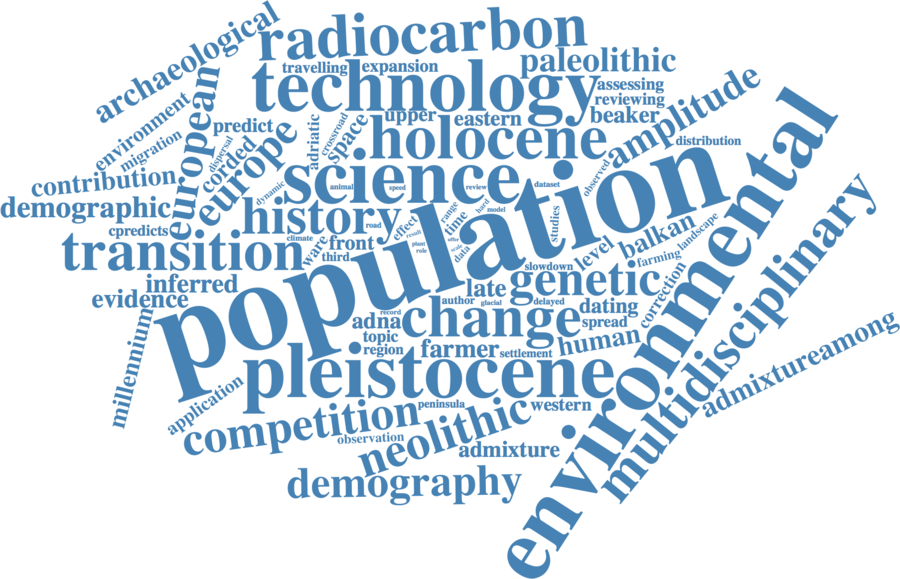 archaeological
radiocarbon
travelling
expansion
paleolithic
technology
assessing
reviewing
european
environment
migration
dispersal
predict
adriatic
crossroad
space
upper
eastern
beaker
amplitude
environmental
corded
europe
holocene
distribution
contribution
demographic
dynamic
science
animal
speed
review
dataset
observed
cpredicts
history
road
effect
result
range
time
hard
model
studies
multidisciplinary
transition
climate
ware
front
third
plant
role
offer
scale
data
population
level
balkan
farming
landscape
slowdown
genetic
correction
inferred
evidence
late
author
glacial
delayed
dating
record
adna
change
spread
millennium
topic
region
farmer
settlement
human
admixtureamong
pleistocene
application
competition
peninsula
western
observation
neolithic
admixture
demography